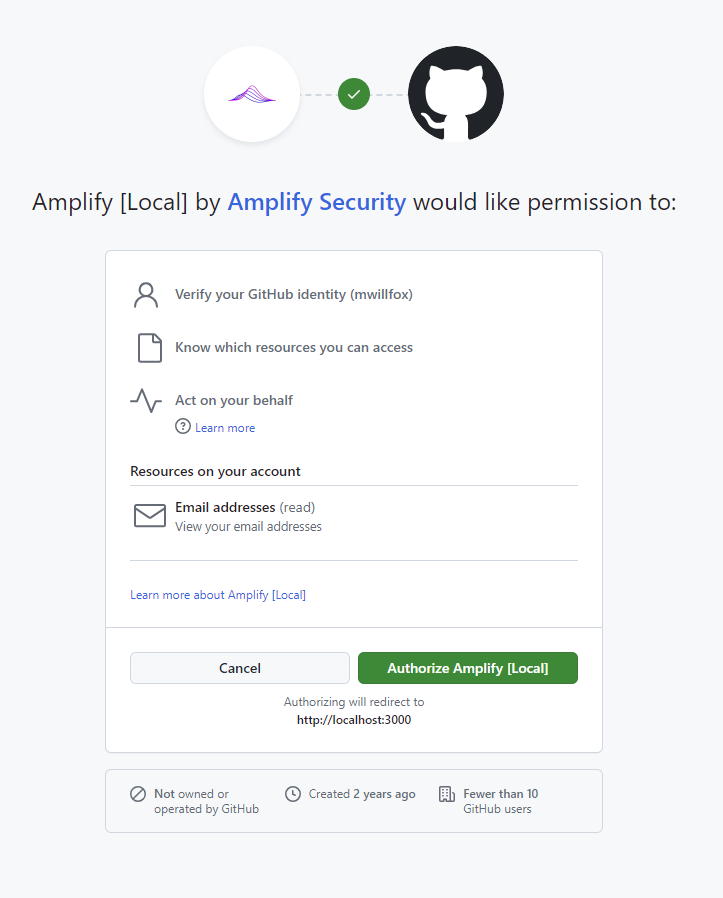 Amplify [Local] by Amplify Security would like permission to:
Verify your GitHub identity (mwillfox)
Know which resources you can access
Act on your behalf
Learn more
Resources on your account
Email addresses (read)
View your email addresses
Learn more about Amplify [Local]
Cancel
Authorize Amplify [Local]
Authorizing will redirect to
http://localhost:3000
Not owned or
operated by GitHub
Created 2 years ago
Fewer than 10
GitHub users